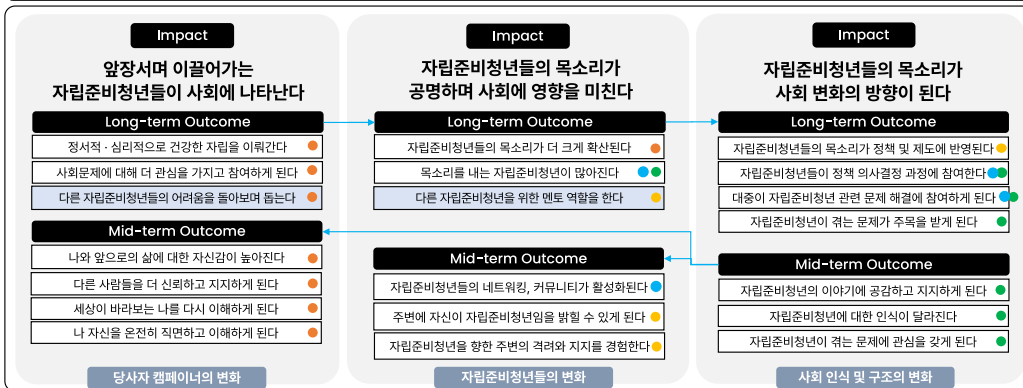 Impact
앞장서며 이끌어가는
자립준비청년들이 사회에 나타난다
Long-term Outcome
정서적 · 심리적으로 건강한 자립을 이뤄간다
사회문제에 대해 더 관심을 가지고 참여하게 된다
다른 자립준비청년들의 어려움을 돌아보며 돕는다
Mid-term Outcome
나와 앞으로의 삶에 대한 자신감이 높아진다
다른 사람들을 더 신뢰하고 지지하게 된다
세상이 바라보는 나를 다시 이해하게 된다
나 자신을 온전히 직면하고 이해하게 된다
당사자 캠페이너의 변화
Impact
자립준비청년들의 목소리가
공명하며 사회에 영향을 미친다
Long-term Outcome
자립준비청년들의 목소리가 더 크게 확산된다
목소리를 내는 자립준비청년이 많아진다
다른 자립준비청년을 위한 멘토 역할을 한다
Mid-term Outcome
자립준비청년들의 네트워킹, 커뮤니티가 활성화된다
주변에 자신이 자립준비청년임을 밝힐 수 있게 된다
자립준비청년을 향한 주변의 격려와 지지를 경험한다
자립준비청년들의 변화
Impact
자립준비청년들의 목소리가
사회 변화의 방향이 된다
Long-term Outcome
자립준비청년들의 목소리가 정책 및 제도에 반영된다
자립준비청년들이 정책 의사결정 과정에 참여한다
대중이 자립준비청년 관련 문제 해결에 참여하게 된다
자립준비청년이 겪는 문제가 주목을 받게 된다
Mid-term Outcome
자립준비청년의 이야기에 공감하고 지지하게 된다
자립준비청년에 대한 인식이 달라진다
자립준비청년이 겪는 문제에 관심을 갖게 된다
사회 인식 및 구조의 변화